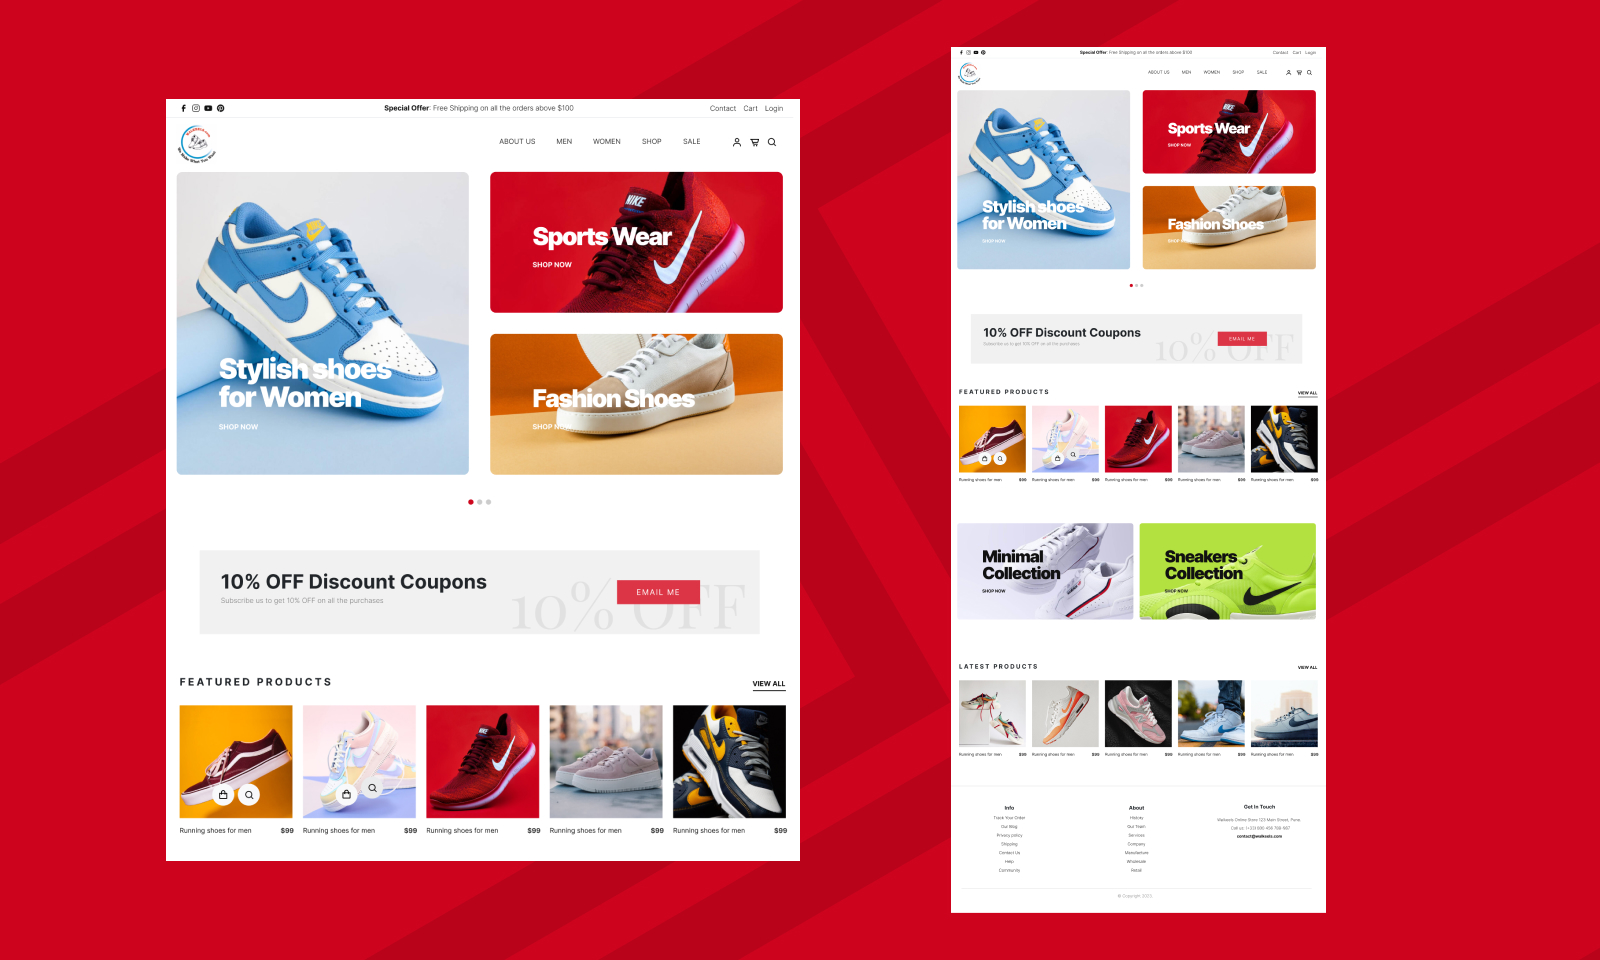 Special Offer: Free Shipping on all the orders above $100
Contact Cart Login
ABOUT US MEN WOMEN SHOP SALE
Stylish shoes
for Women
SHOP NOW
NIKE
Sports Wear
SHOP NOW
Fashion Shoes
SHOP NOW
10% OFF Discount Coupons
Subscribe us to get 10% OFF on all the purchases
10% OFF
EMAIL ME
FEATURED PRODUCTS
VIEW ALL
Running shoes for men $99
Running shoes for men $99
Running shoes for men $99
Running shoes for men $99
Running shoes for men $99
Special Offer: Free Shipping on all the orders above $100
Contact Cart Login
ABOUT US MEN WOMEN SHOP SALE
Stylish shoes
for Women
SHOP NOW
Sports Wear
SHOP NOW
Fashion Shoes
SHOP NOW
10% OFF Discount Coupons
Subscribe us to get 10% OFF on all the purchases
10% OFF
EMAIL ME
FEATURED PRODUCTS
VIEW ALL
Running shoes for men $99
Running shoes for men $99
Running shoes for men $99
Running shoes for men $99
Running shoes for men $99
Minimal
Collection
SHOP NOW
Sneakers
Collection
SHOP NOW
LATEST PRODUCTS
VIEW ALL
Running shoes for men $99
Running shoes for men $99
Running shoes for men $99
Running shoes for men $99
Running shoes for men $99
Info
Track Your Order
Our Blog
Privacy policy
Shipping
Contact Us
Help
Community
About
History
Our Team
Services
Company
Manufacture
Wholesale
Retail
Get In Touch
Online Store 123 Main Street, Pune
Call us:
© Copyright